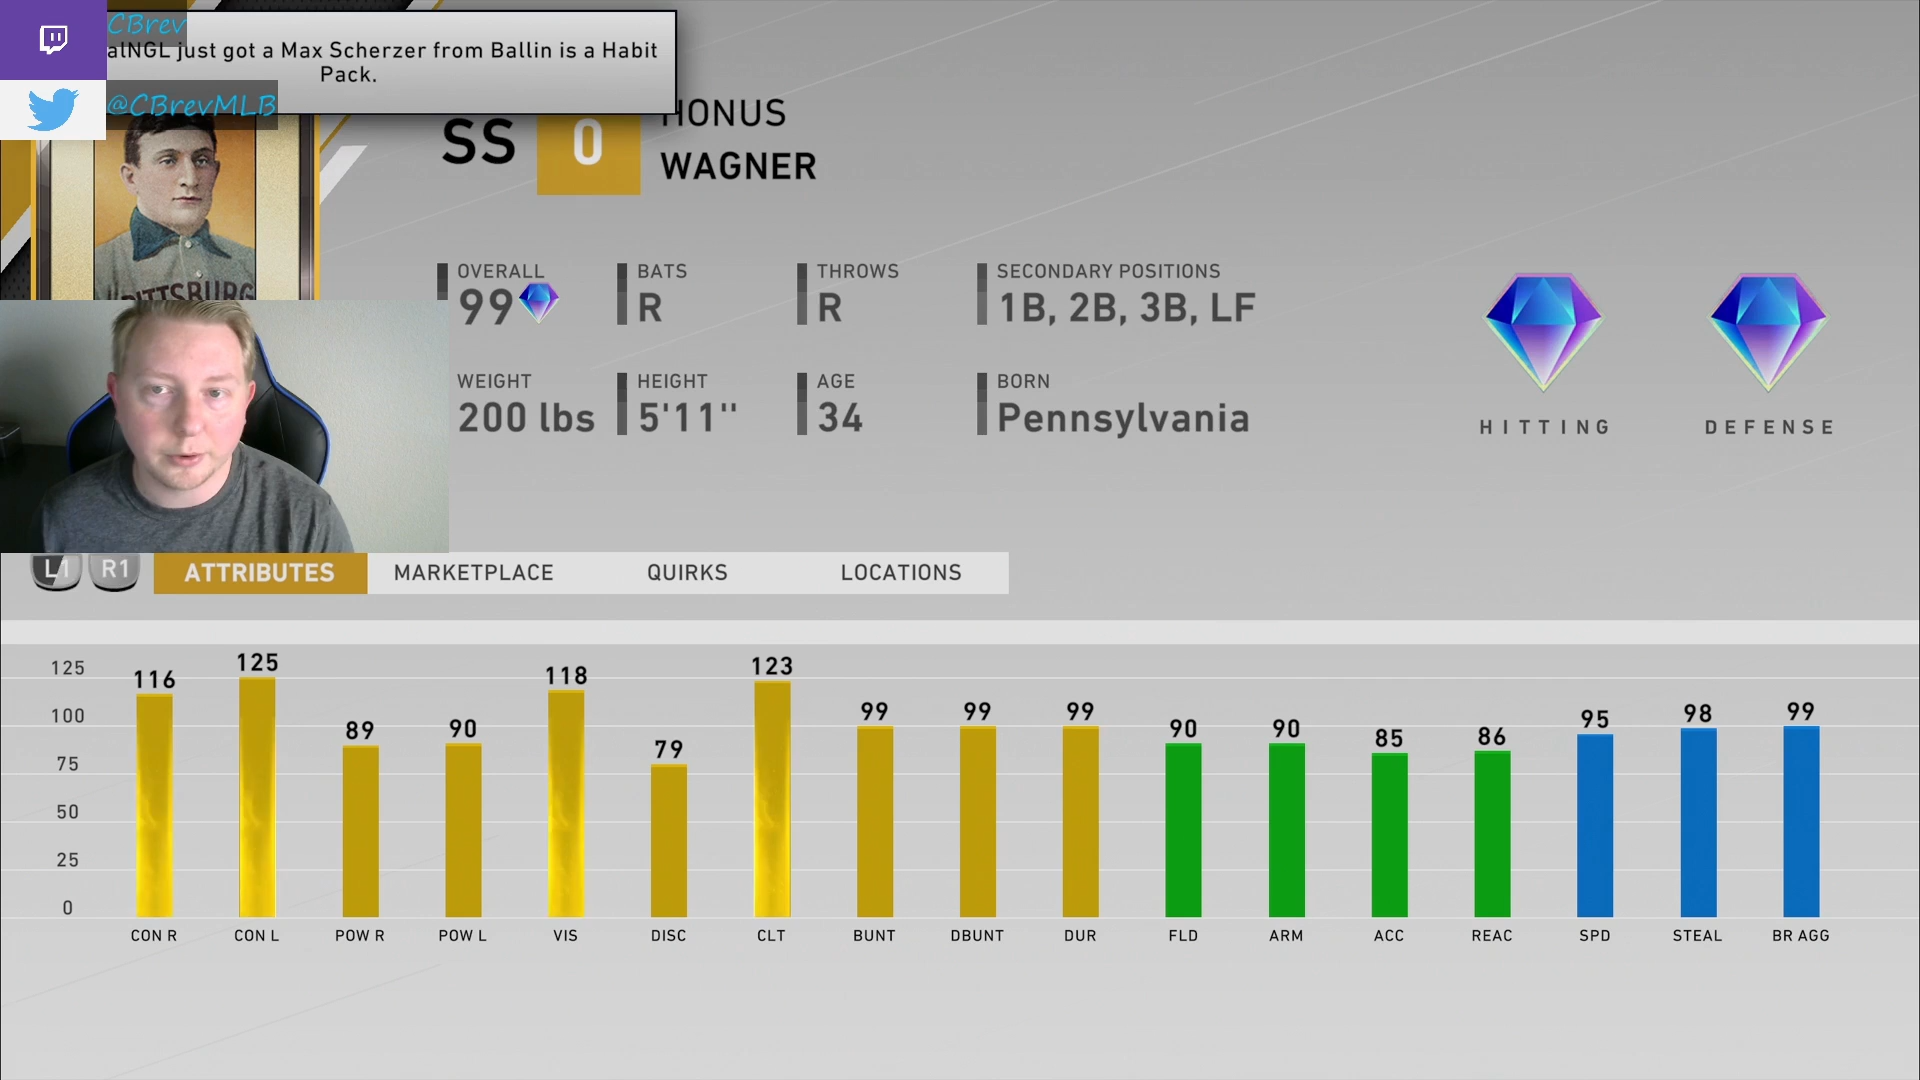 CBrev
just got a Max Scherzer from Ballin is a Habit
Pack.
@CBrevMLB
SS 0 HONUS
WAGNER
PITTSBURG
OVERALL BATS THROWS SECONDARY POSITIONS
99 R R 1B, 2B, 3B, LF
WEIGHT HEIGHT AGE BORN
200 lbs 5'11'' 34 Pennsylvania
HITTING DEFENSE
L1 R1 ATTRIBUTES MARKETPLACE QUIRKS LOCATIONS
125
100
75
50
25
0
116 125 89 90 118 79 123 99 99 99 90 90 85 86 95 98 99
CON R CON L POW R POW L VIS DISC CLT BUNT DBUNT DUR FLD ARM ACC REAC SPD STEAL BR AGG